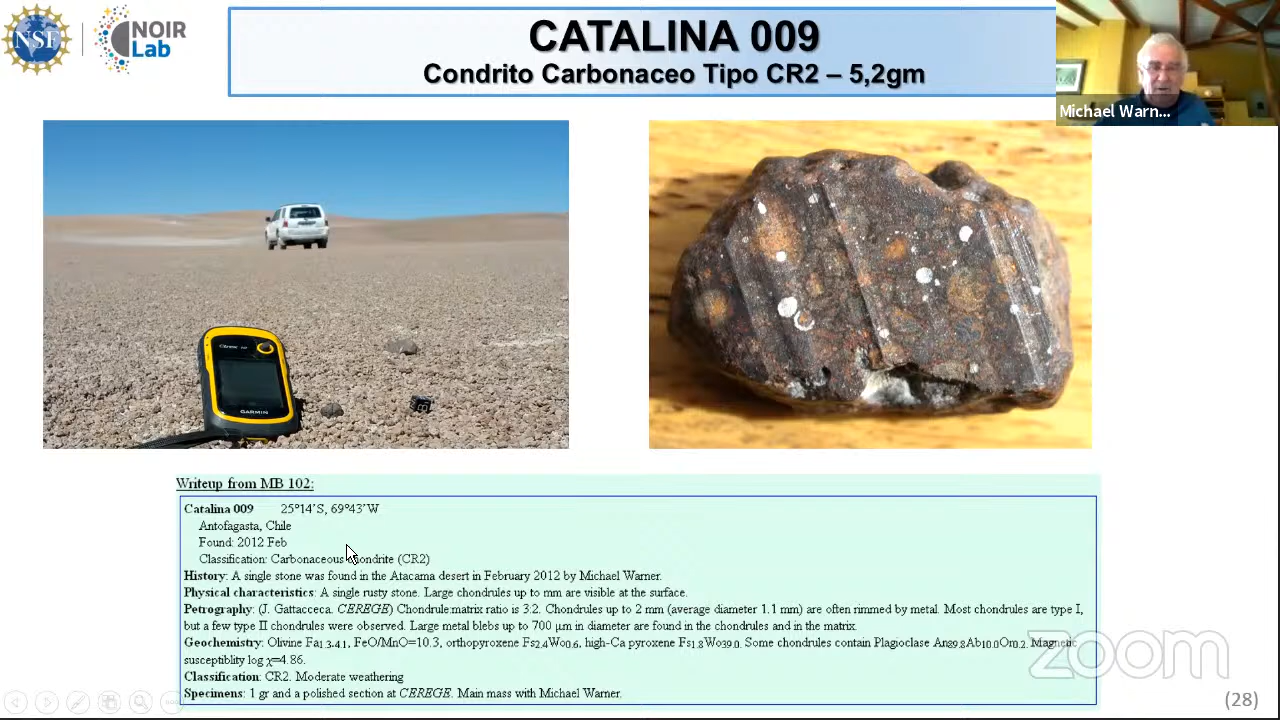 NSF
NOIR
Lab
CATALINA 009
Condrito Carbonaceo Tipo CR2 – 5,2gm
Michael Warn...
GARMIN
Writeup from MB 102:
Catalina 009 25°14'S, 69°43'W
Antofagasta, Chile
Found: 2012 Feb
Classification: Carbonaceous (CR2)
History: A single stone was found in the Atacama desert in February 2012 by Michael Warner.
Physical characteristics: A single rusty stone. Large chondrules up to mm are visible at the surface.
Petrography: (J. Gattacceca. CEREGE) Chondrule:matrix ratio is 3.2. Chondrules up to 2 mm (average diameter 1.1 mm) are often rimmed by metal. Most chondrules are type I,
but a few type II chondrules were observed. Large metal blebs up to 700 μm in diameter are found in the chondrules and in the matrix.
Geochemistry: Olivine Fa1.3-4.1, FeO/MnO=10.3, orthopyroxene Fs2.4Wo0.6, high-Ca pyroxene Fs1.8Wo39.0. Some chondrules contain Plagioclase An89.8Ab10.0Or0.2. Magnetic
susceptiblity log χ=4.86.
Classification: CR2. Moderate weathering
Specimens: 1 gr and a polished section at CEREGE. Main mass with Michael Warner.
zoom
(28)